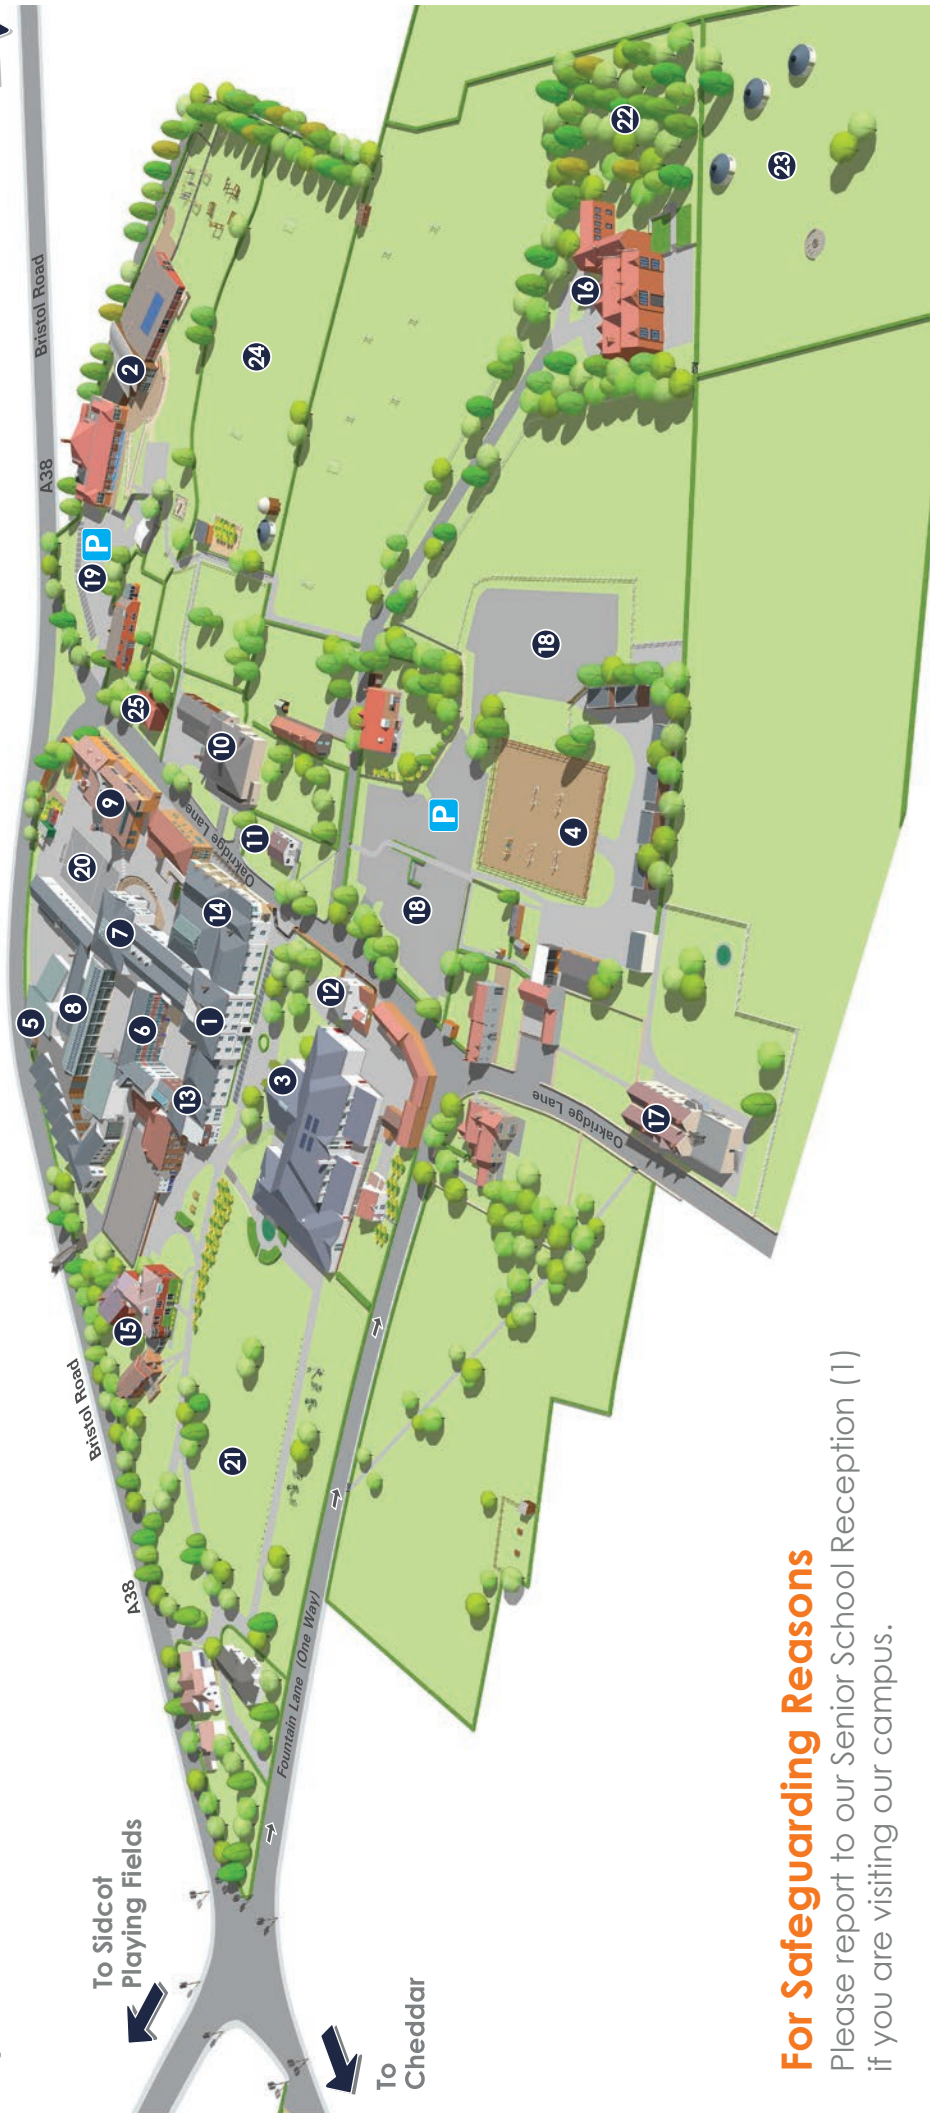 Bristol Road
A38
5
8
Bristol Road
A38
To Sidcot
Playing Fields
19
P
20
9
7
15
2
6
25
13
1
14
10
21
3
Oakridge Lane
11
24
Fountain Lane (One Way)
12
To
Cheddar
18
P
18
4
16
Oakridge Lane
17
22
23
For Safeguarding Reasons
Please report to our Senior School Reception (1)
if you are visiting our campus.